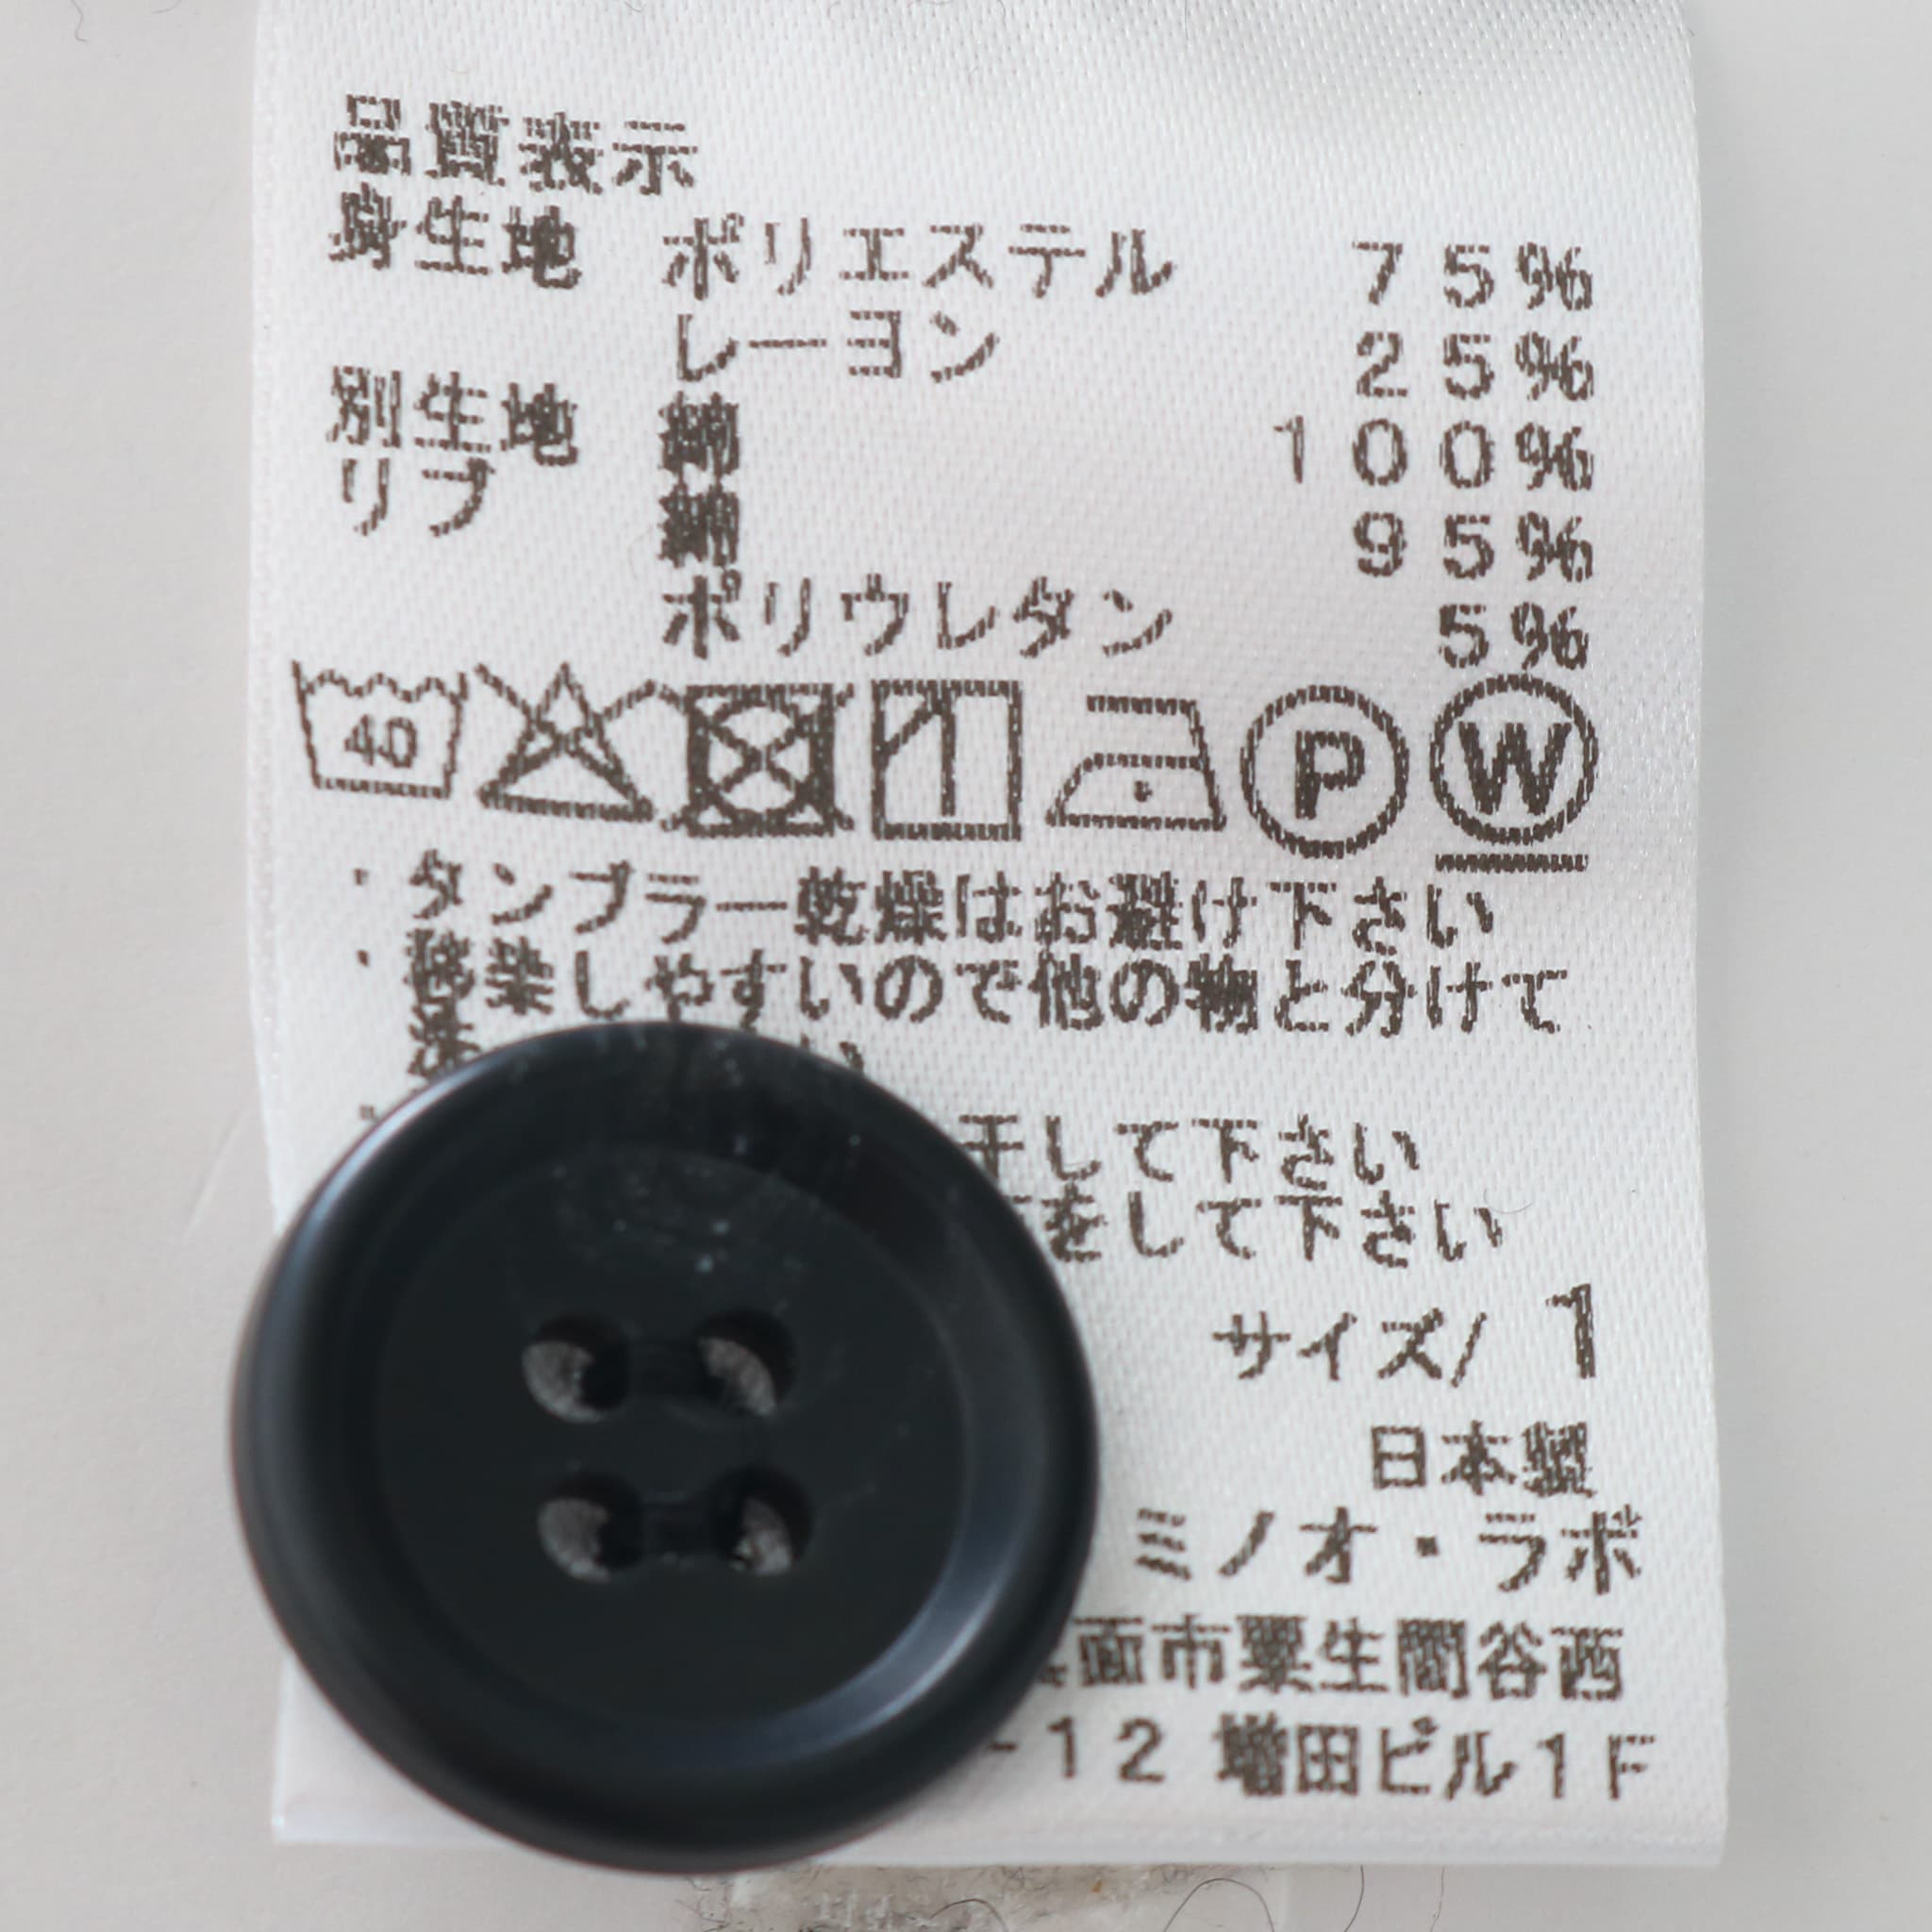 品質表示
身生地 ポリエステル 75%
レーヨン 25%
別生地 綿 100%
リブ 綿 95%
ポリウレタン 5%
40 P W
・タンブラー乾燥はお避け下さい
・移染しやすいので他の物と分けて
い
干して下さい
をして下さい
サイズ/ 1
日本製
ミノオ・ラボ
面市粟生間谷西
-12 増田ビル1F